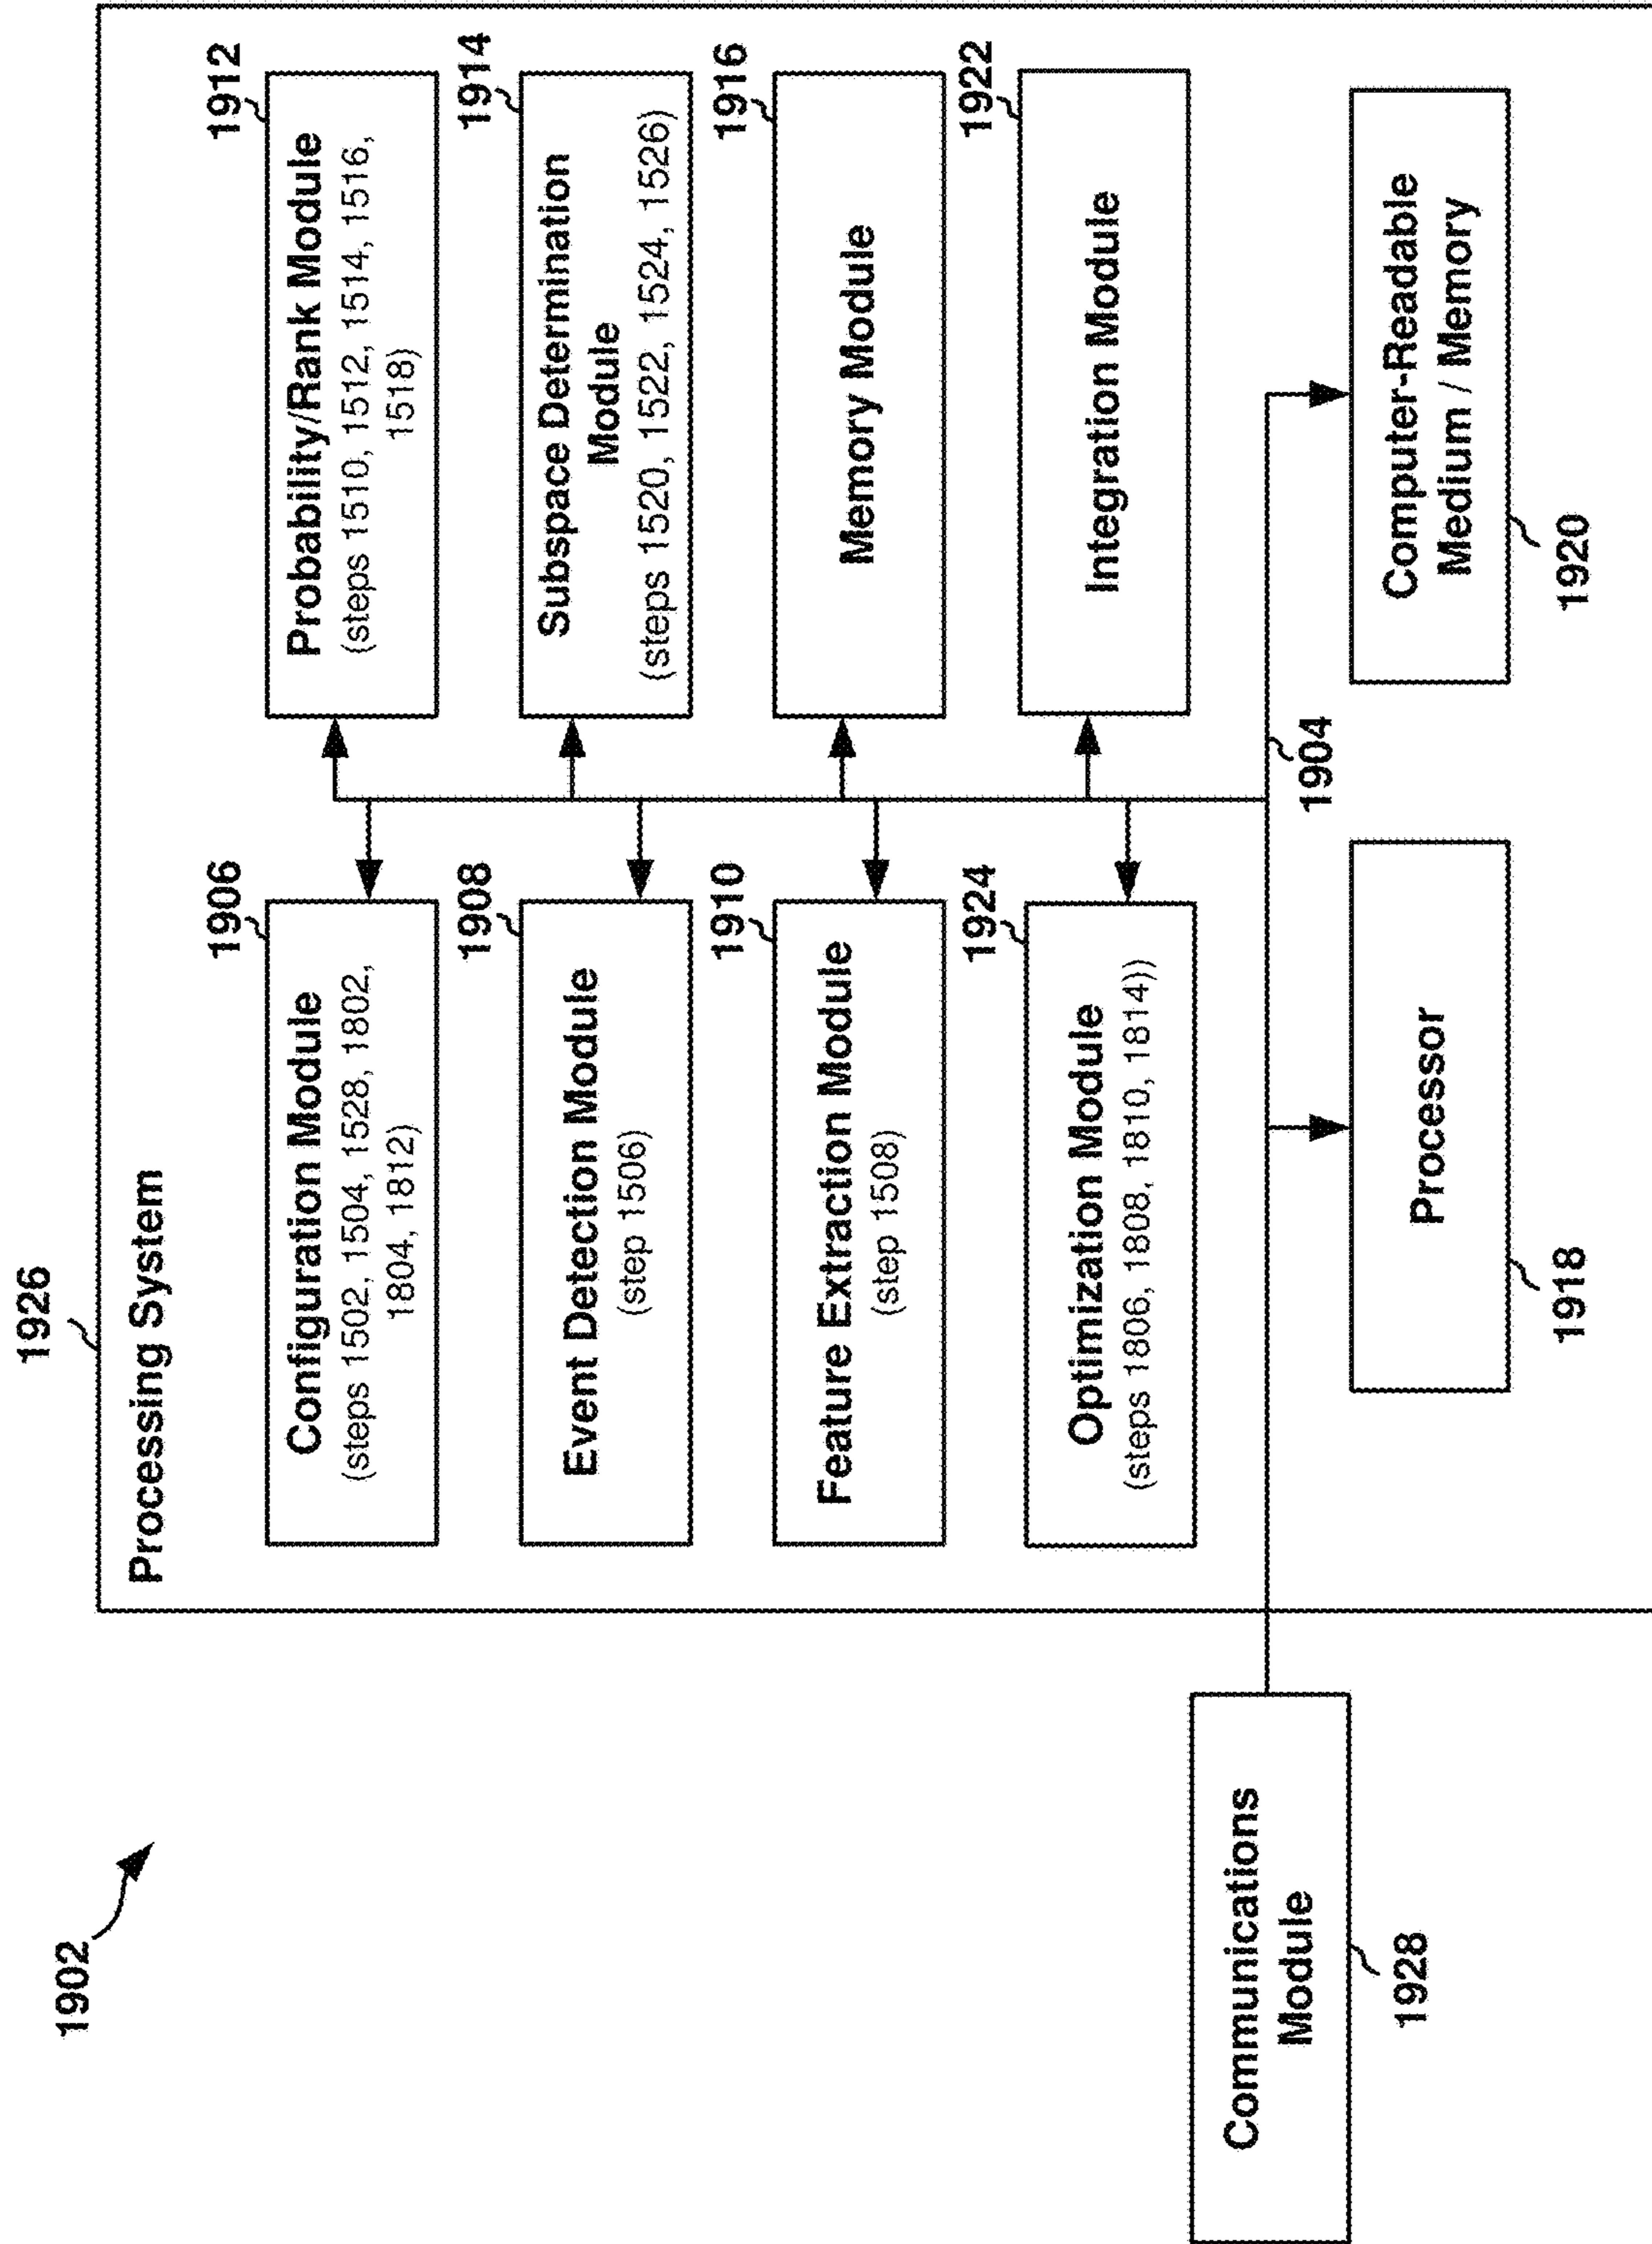 1902
1926
Processing System
1906
Configuration Module
(steps 1502, 1504, 1528, 1802,
1804, 1812)
1912
Probability/Rank Module
(steps 1510, 1512, 1514, 1516,
1518)
1908
Event Detection Module
(step 1506)
1914
Subspace Determination
Module
(steps 1520, 1522, 1524, 1526)
1910
Feature Extraction Module
(step 1508)
1916
Memory Module
1924
Optimization Module
(steps 1806, 1808, 1810, 1814))
1922
Integration Module
1904
Communications
Module
1928
Processor
1918
Computer-Readable
Medium / Memory
1920